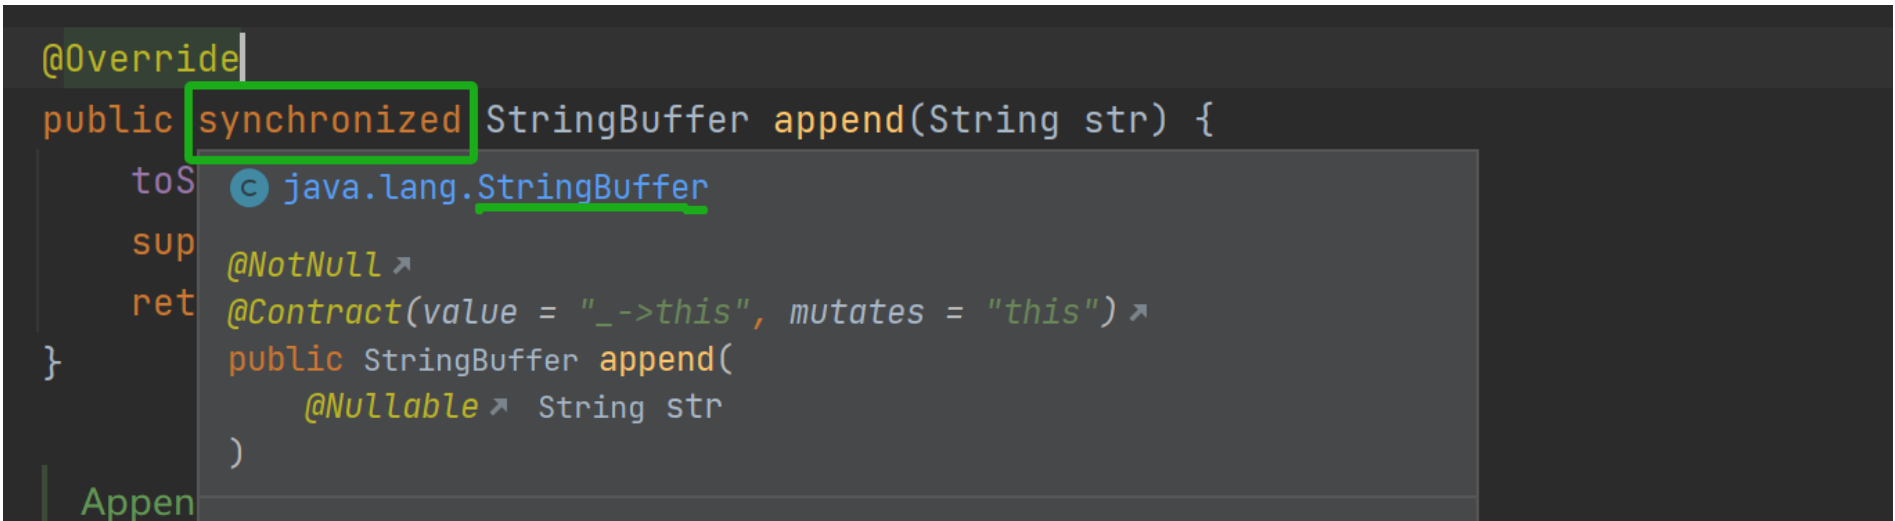 @Override
public synchronized StringBuffer append(String str) {
toS
java.lang.StringBuffer
sup
@NotNull
ret
@Contract(value = "_->this", mutates = "this")
public StringBuffer append(
}
@Nullable String str
)
Appen